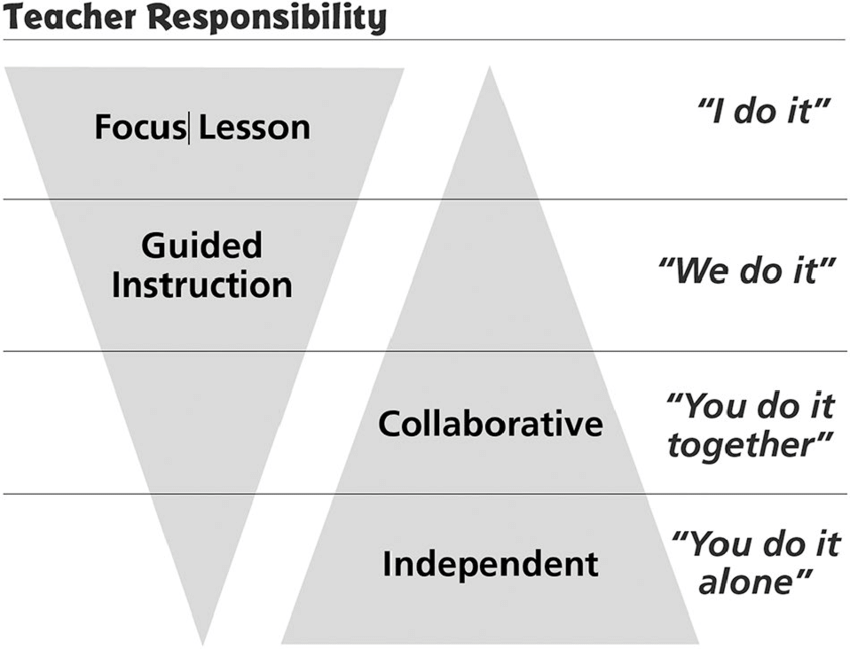 Teacher Responsibility
Focus Lesson
"I do it"
Guided
Instruction
"We do it"
Collaborative
"You do it
together"
Independent
"You do it
alone"